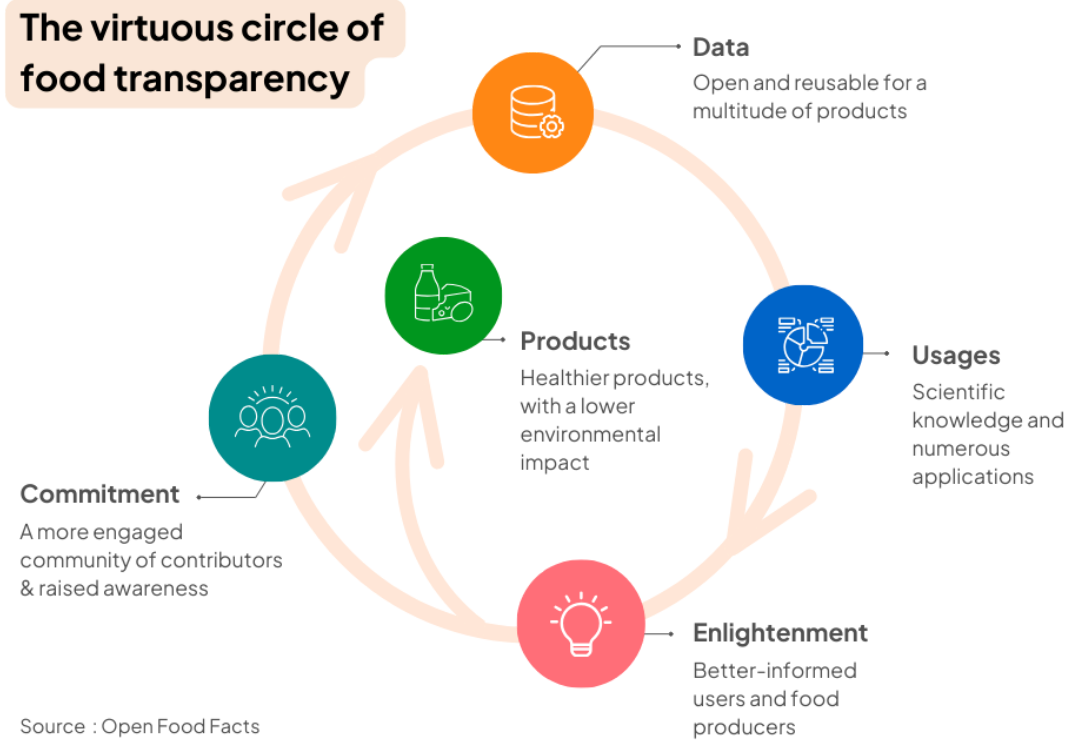 The virtuous circle of
food transparency
Data
Open and reusable for a
multitude of products
Products
Healthier products,
with a lower
environmental
impact
Usages
Scientific
knowledge and
numerous
applications
Commitment
A more engaged
community of contributors
& raised awareness
Enlightenment
Better-informed
users and food
producers
Source : Open Food Facts